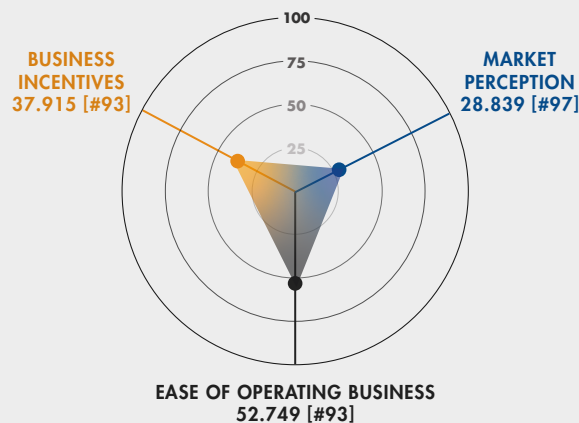 100
75
50
25
BUSINESS
INCENTIVES
37.915 [#93]
MARKET
PERCEPTION
28.839 [#97]
EASE OF OPERATING BUSINESS
52.749 [#93]